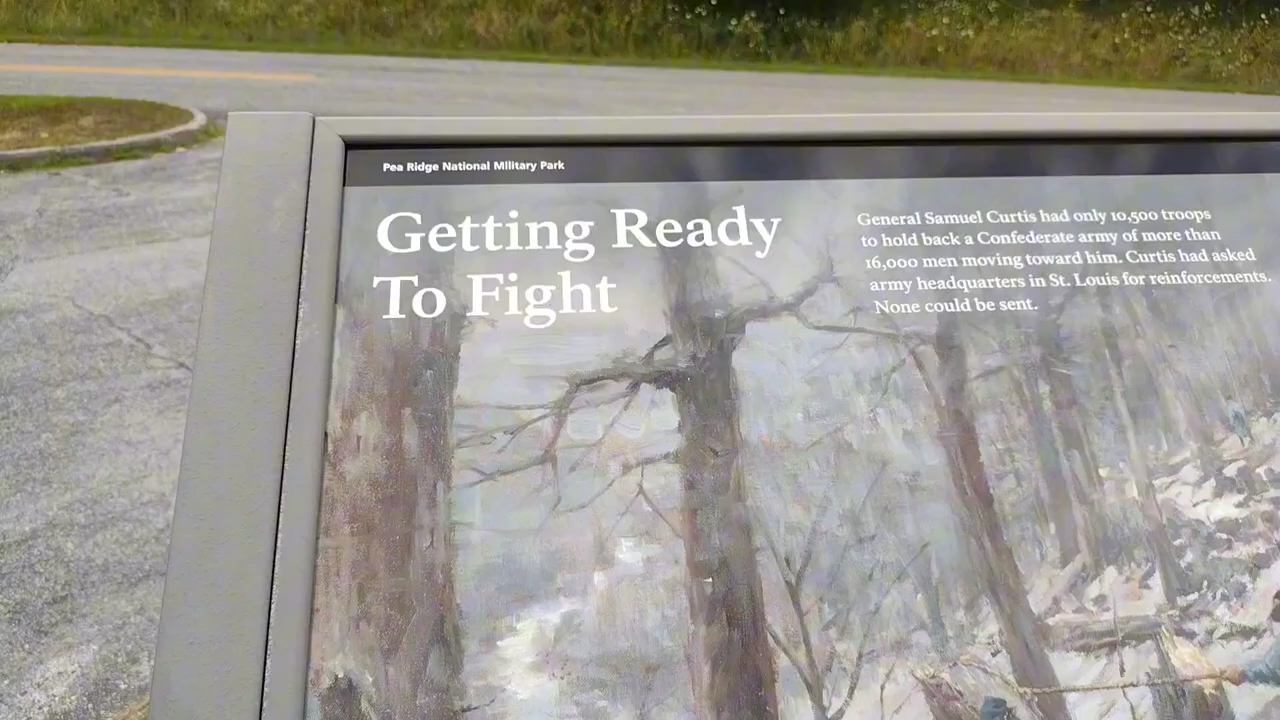 Pea Ridge National Military Park
Getting Ready
To Fight
General Samuel Curtis had only 10,500 troops
to hold back a Confederate army of more than
16,000 men moving toward him. Curtis had asked
army headquarters in St. Louis for reinforcements.
None could be sent.